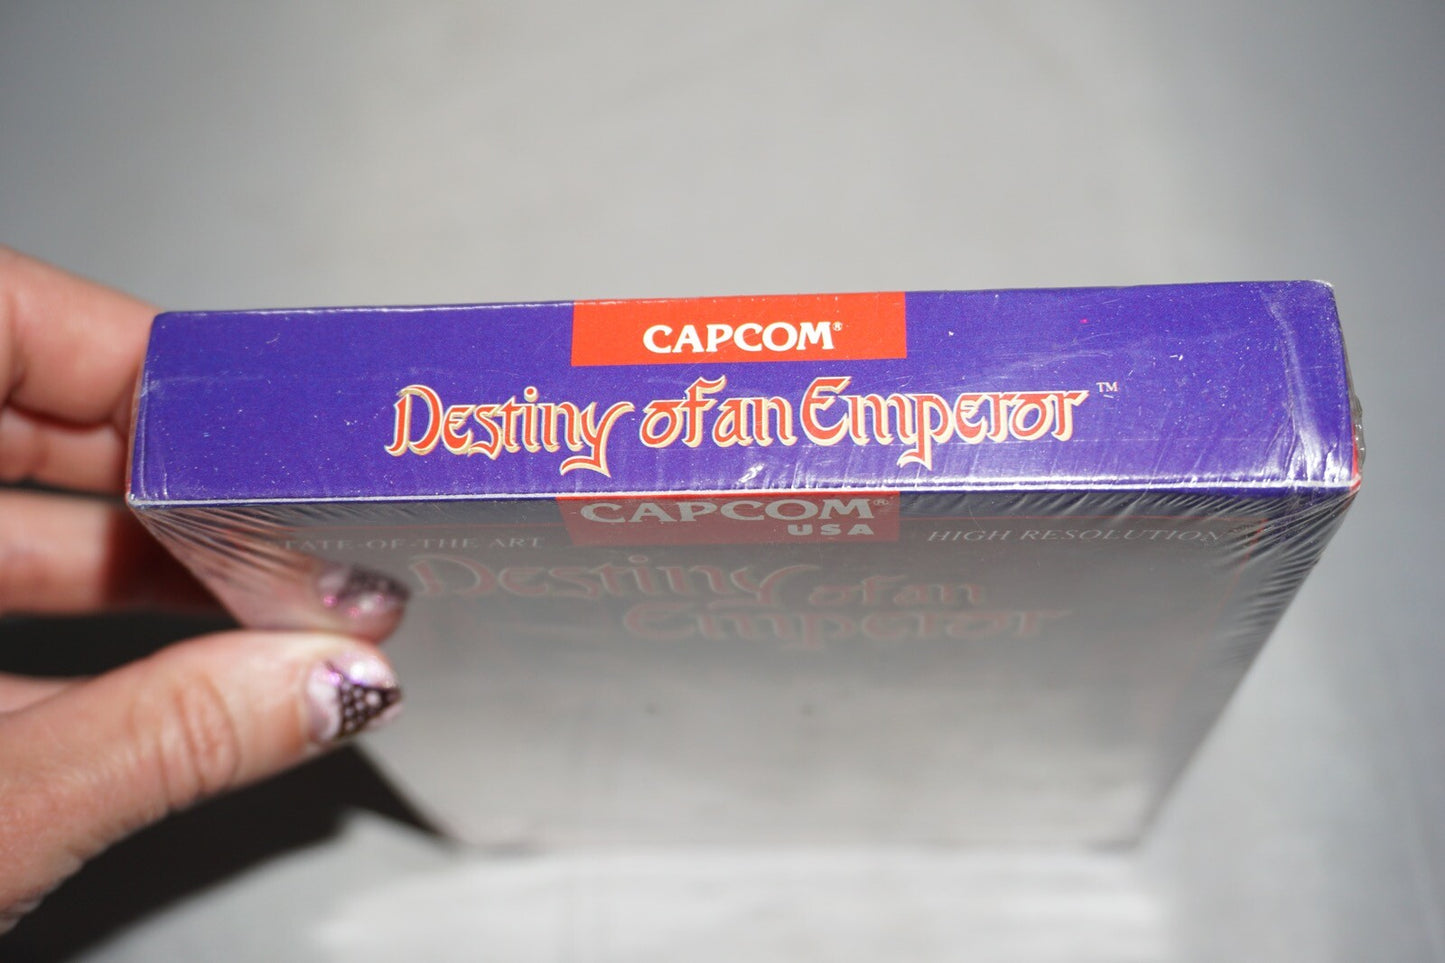 CAPCOM®
Destiny of an Emperor™
CAPCOM®
USA
STATE-OF-THE ART
HIGH RESOLUTION
Destiny of an
Emperor